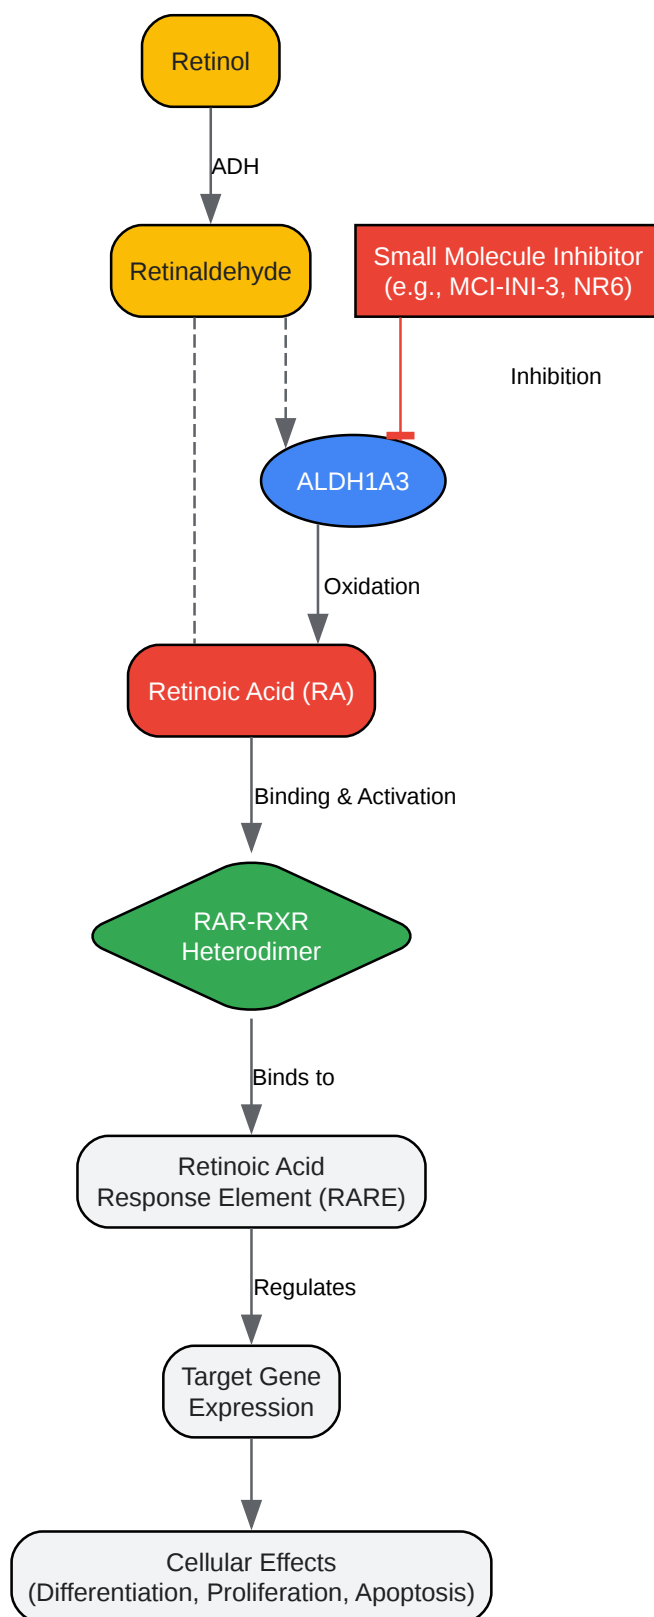 Retinol
ADH
Retinaldehyde
Small Molecule Inhibitor
(e.g., MCI-INI-3, NR6)
Inhibition
ALDH1A3
Oxidation
Retinoic Acid (RA)
Binding & Activation
RAR-RXR
Heterodimer
Binds to
Retinoic Acid
Response Element (RARE)
Regulates
Target Gene
Expression
Cellular Effects
(Differentiation, Proliferation, Apoptosis)